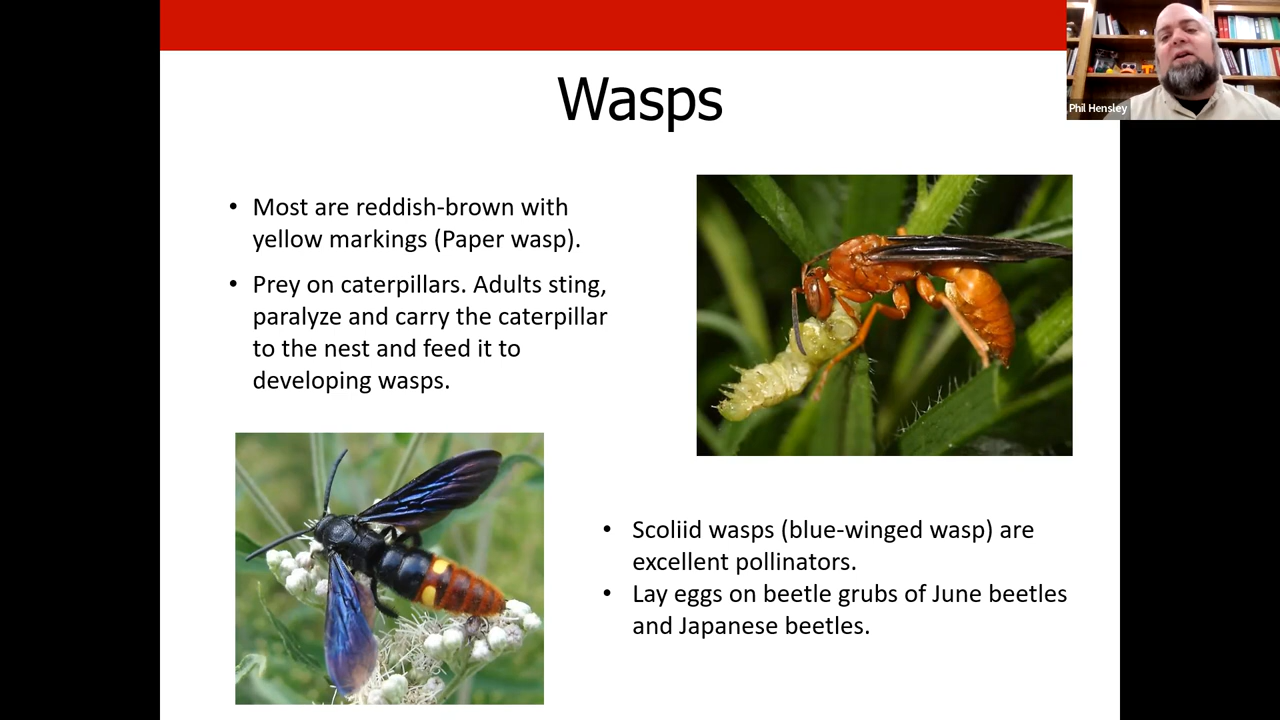 Wasps
Phil Hensley
• Most are reddish-brown with
yellow markings (Paper wasp).
• Prey on caterpillars. Adults sting,
paralyze and carry the caterpillar
to the nest and feed it to
developing wasps.
• Scoliid wasps (blue-winged wasp) are
excellent pollinators.
• Lay eggs on beetle grubs of June beetles
and Japanese beetles.